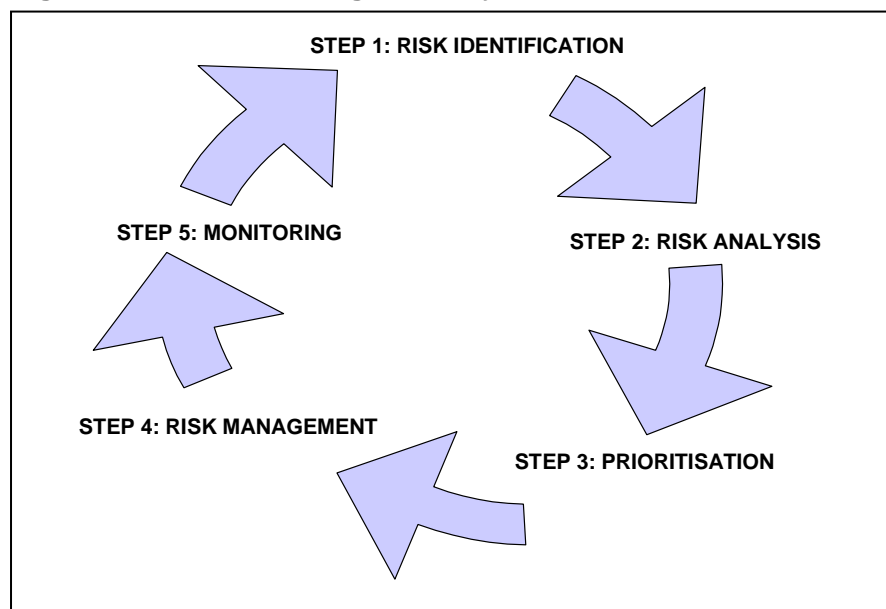 STEP 1: RISK IDENTIFICATION
STEP 2: RISK ANALYSIS
STEP 3: PRIORITISATION
STEP 4: RISK MANAGEMENT
STEP 5: MONITORING